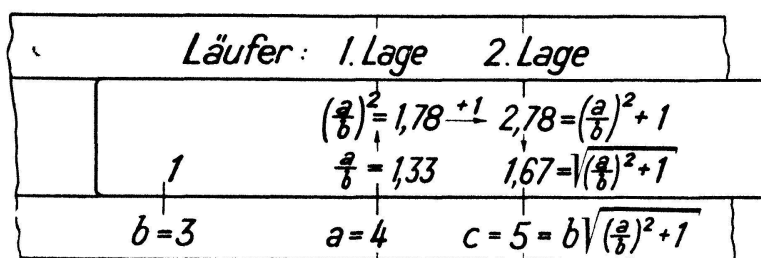 Läufer: 1. Lage 2. Lage
(a/b)² = 1,78 +1→ 2,78 = (a/b)² + 1
1 a/b = 1,33 1,67 = √((a/b)² + 1)
b = 3 a = 4 c = 5 = b√((a/b)² + 1)